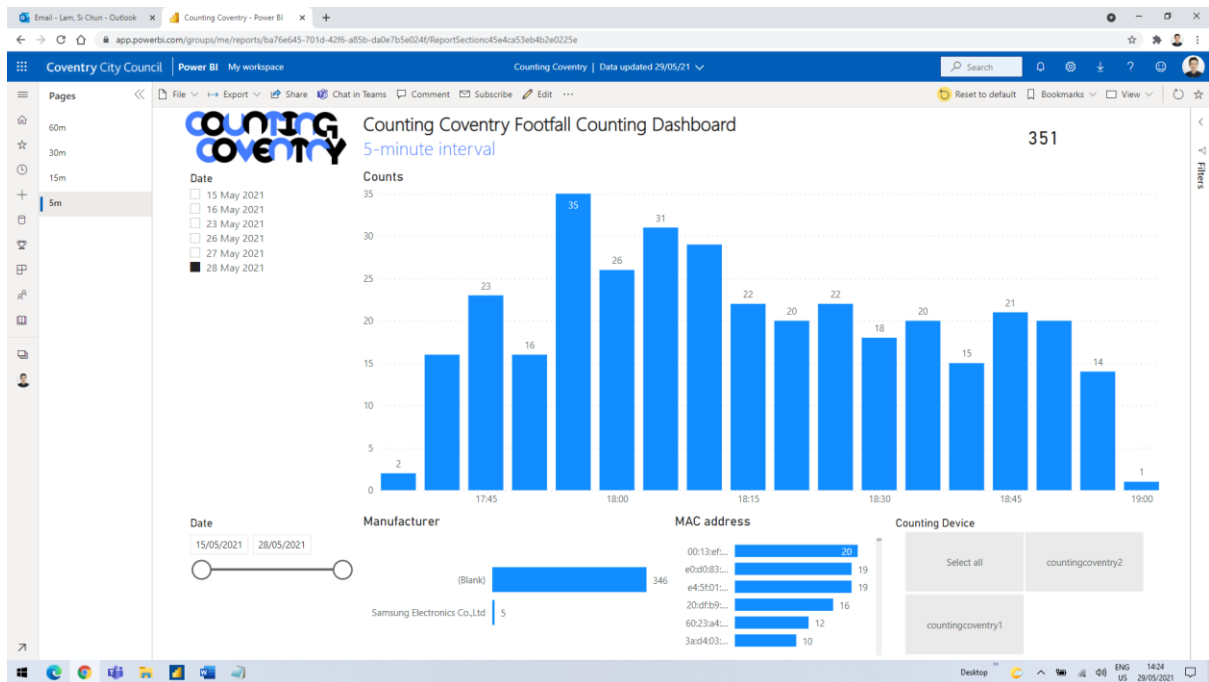 Email - Lam, Si Chun - Outlook
Counting Coventry - Power BI
app.powerbi.com/groups/me/reports/ba76e645-701d-42f6-a85b-da0e7b5e024f/ReportSectionc45e4ca53eb4b2e0225e
Coventry City Council | Power BI My workspace
Counting Coventry | Data updated 29/05/21
Search
Pages
File Export Share Chat in Teams Comment Subscribe Edit ...
Reset to default Bookmarks View
60m
30m
15m
5m
COUNTING
COVENTRY
Counting Coventry Footfall Counting Dashboard
5-minute interval
351
Filters
Date
15 May 2021
16 May 2021
23 May 2021
26 May 2021
27 May 2021
28 May 2021
Counts
35
30
25
20
15
10
5
0
2
23
16
35
26
31
22
20
22
18
20
15
21
14
1
17:45 18:00 18:15 18:30 18:45 19:00
Date
15/05/2021 28/05/2021
Manufacturer
(Blank) 346
Samsung Electronics Co.,Ltd 5
MAC address
00:13:ef:... 20
e0:d0:83:... 19
e4:5f:01:... 19
20:df:b9:... 16
60:23:a4:... 12
3a:d4:03:... 10
Counting Device
Select all
countingcoventry2
countingcoventry1
Desktop
ENG
US
14:24
29/05/2021